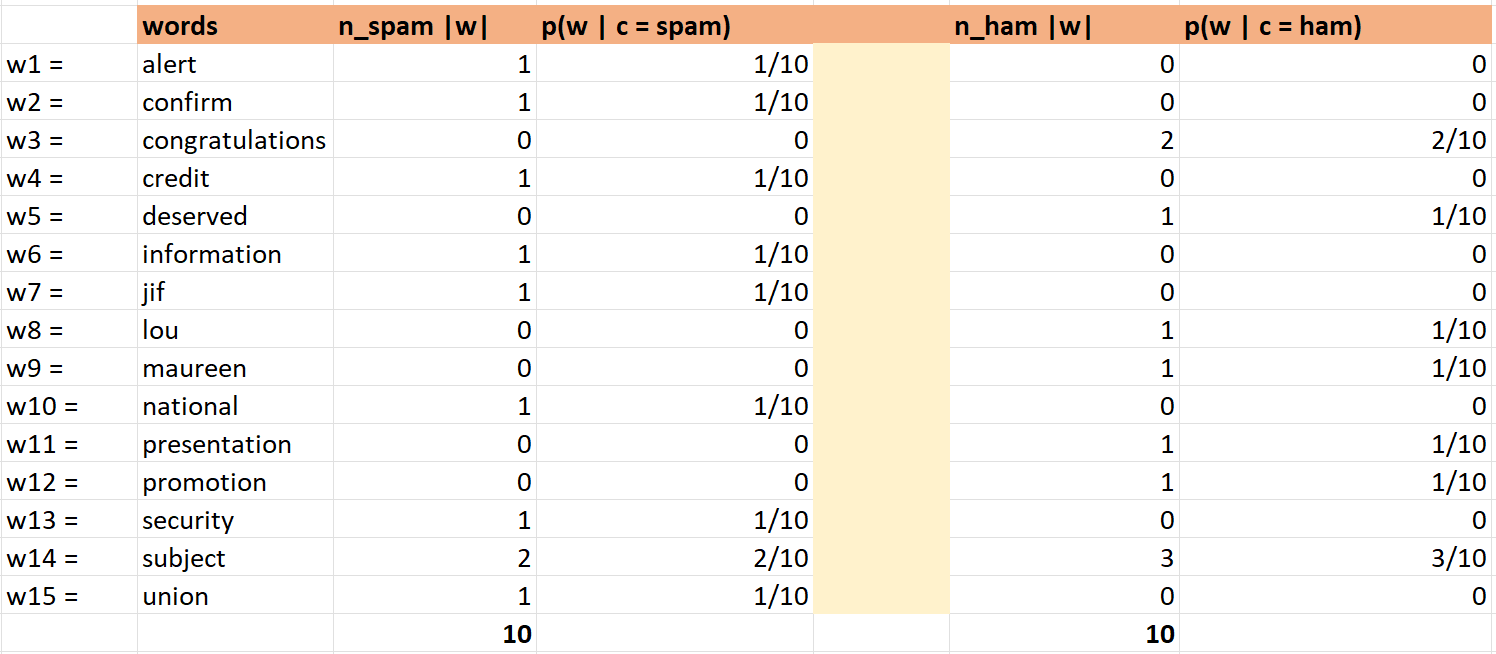 words n_spam |w| p(w | c = spam) n_ham |w| p(w | c = ham)
w1 = alert 1 1/10 0 0
w2 = confirm 1 1/10 0 0
w3 = congratulations 0 0 2 2/10
w4 = credit 1 1/10 0 0
w5 = deserved 0 0 1 1/10
w6 = information 1 1/10 0 0
w7 = jif 1 1/10 0 0
w8 = lou 0 0 1 1/10
w9 = maureen 0 0 1 1/10
w10 = national 1 1/10 0 0
w11 = presentation 0 0 1 1/10
w12 = promotion 0 0 1 1/10
w13 = security 1 1/10 0 0
w14 = subject 2 2/10 3 3/10
w15 = union 1 1/10 0 0
10 10